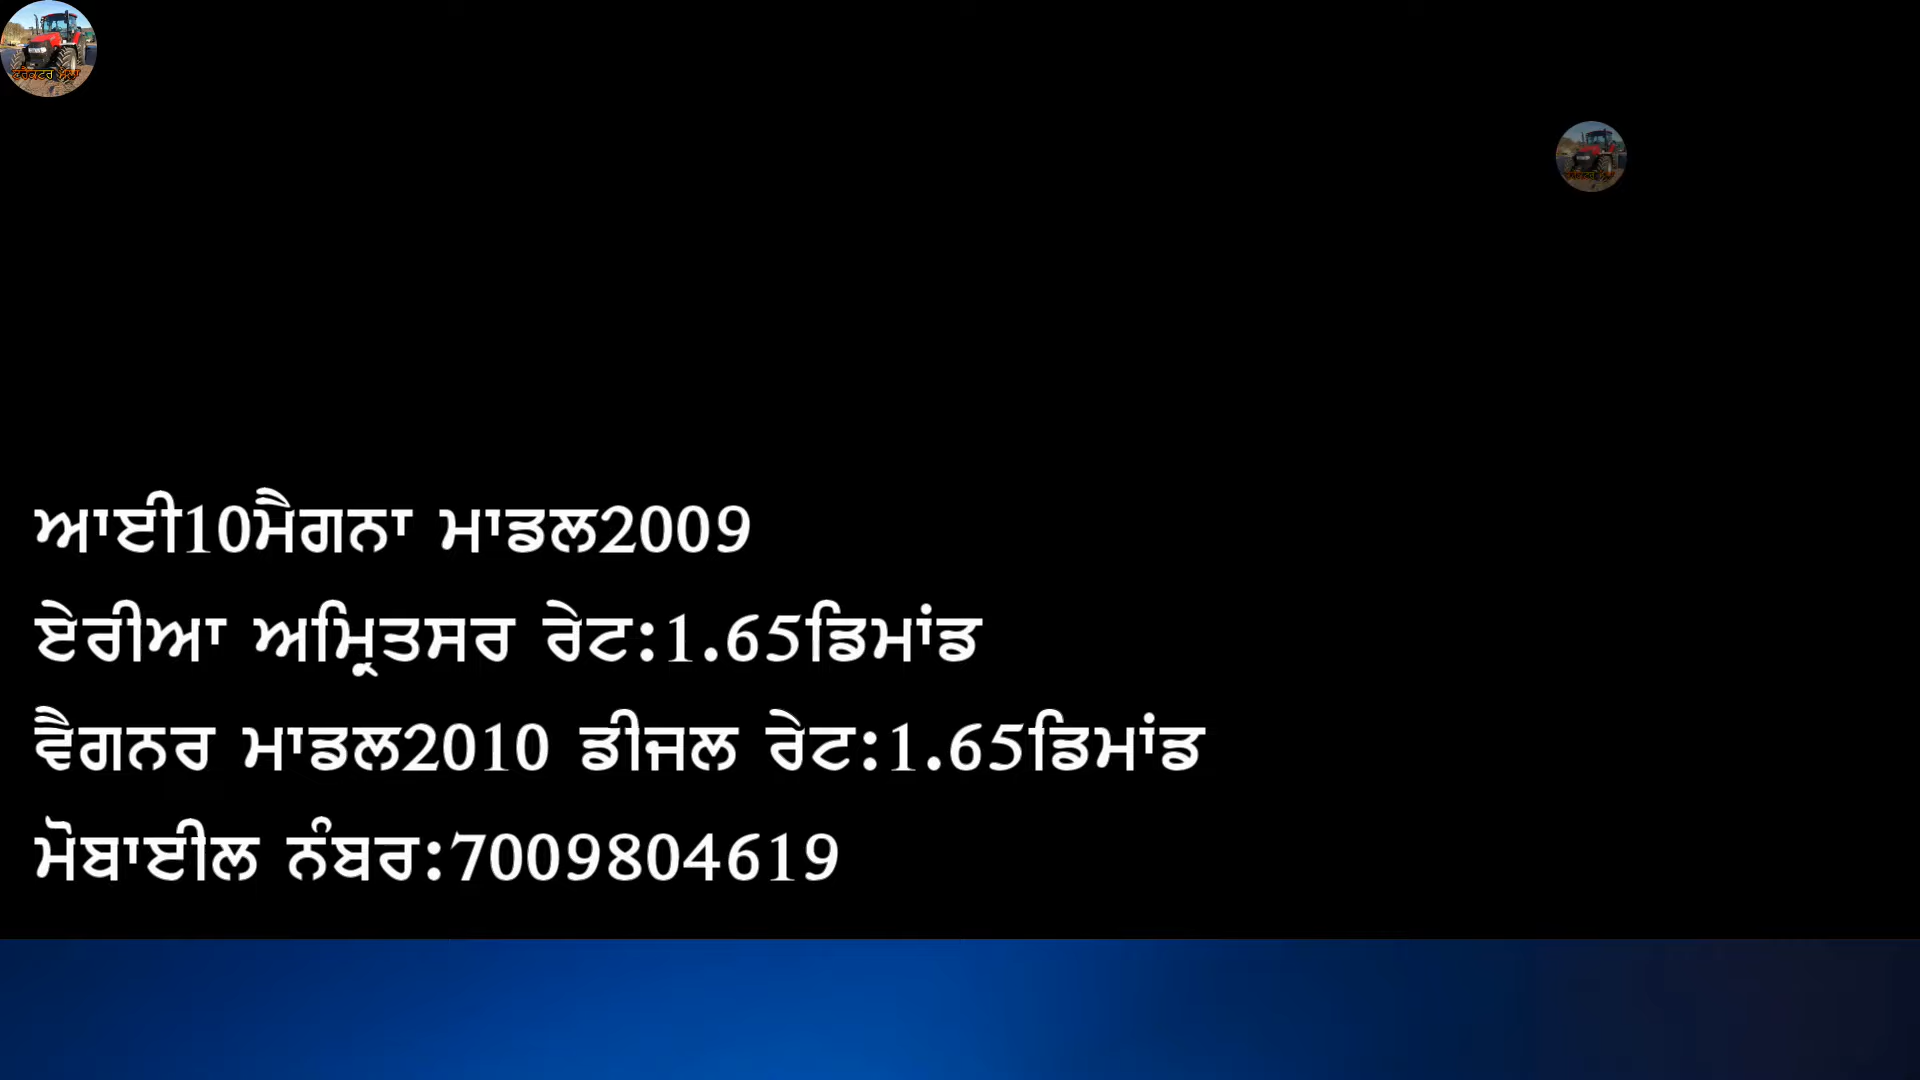 ਆਈ10ਮੈਗਨਾ ਮਾਡਲ2009
ਏਰੀਆ ਅਮ੍ਰਿਤਸਰ ਰੇਟ:1.65ਡਿਮਾਂਡ
ਵੈਗਨਰ ਮਾਡਲ2010 ਡੀਜਲ ਰੇਟ:1.65ਡਿਮਾਂਡ
ਮੋਬਾਈਲ ਨੰਬਰ:7009804619